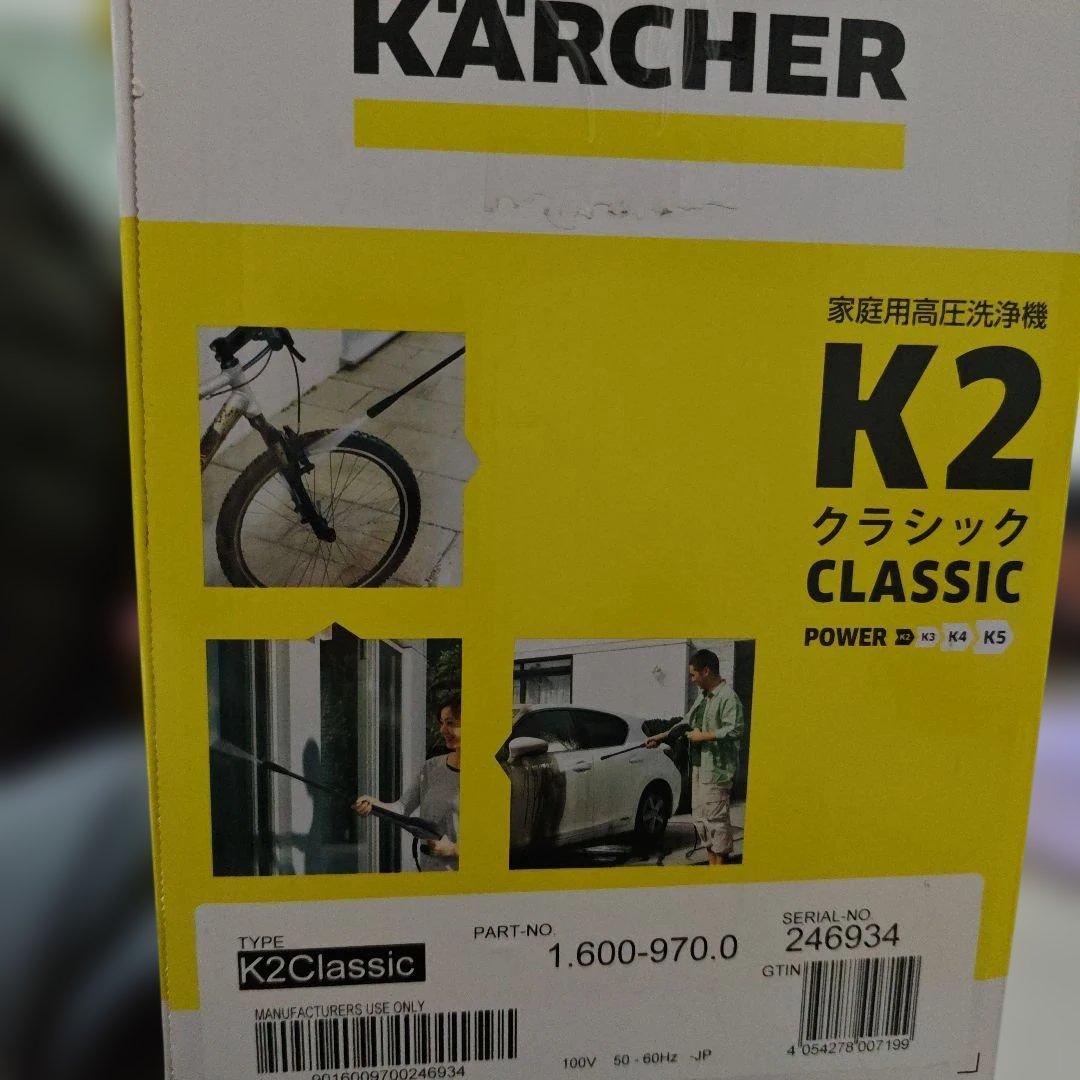 KÄRCHER
家庭用高圧洗浄機
K2
クラシック
CLASSIC
POWER K2 K3 K4 K5
TYPE
K2Classic
PART-NO.
1.600-970.0
SERIAL-NO.
246934
GTIN
4 054278 007199
MANUFACTURERS USE ONLY
9016009700246934
100V 50 - 60Hz -JP